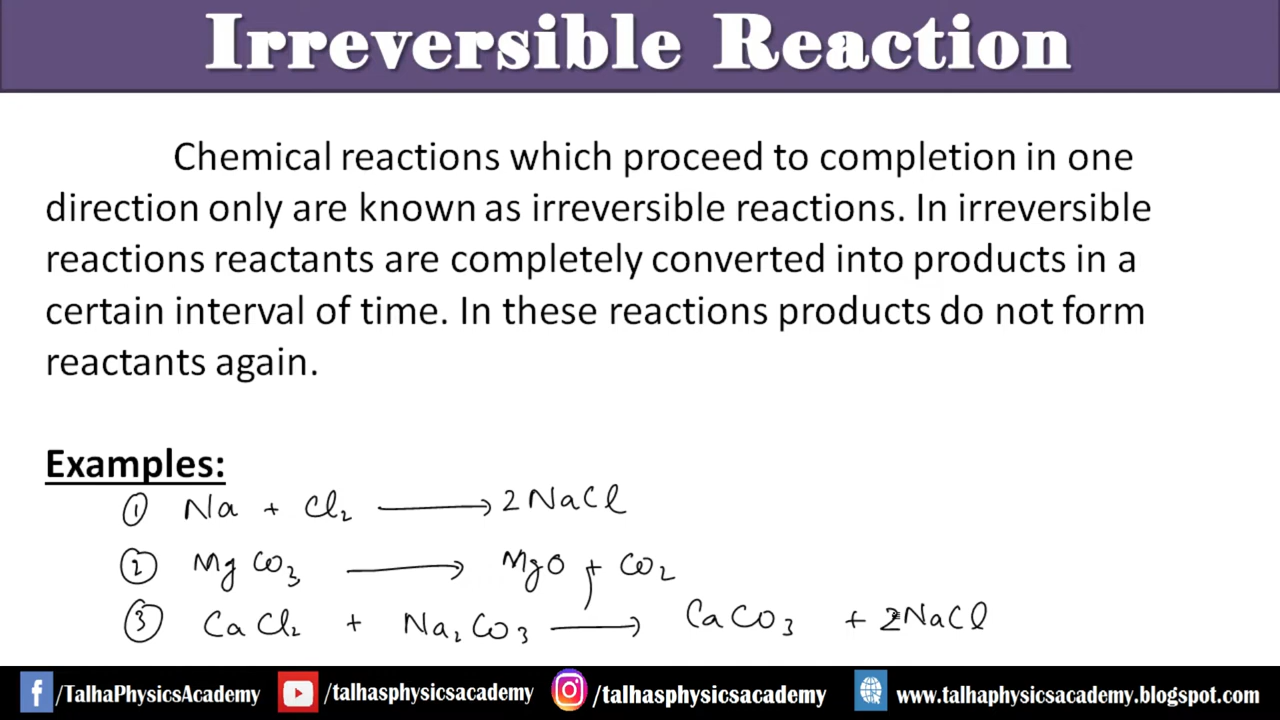 Irreversible Reaction
Chemical reactions which proceed to completion in one
direction only are known as irreversible reactions. In irreversible
reactions reactants are completely converted into products in a
certain interval of time. In these reactions products do not form
reactants again.
Examples:
① Na + Cl₂ ⟶ 2NaCl
② MgCO₃ ⟶ MgO + CO₂
③ CaCl₂ + Na₂CO₃ ⟶ CaCO₃ + 2NaCl
/TalhaPhysicsAcademy /talhasphysicsacademy /talhasphysicsacademy www.talhaphysicsacademy.blogspot.com